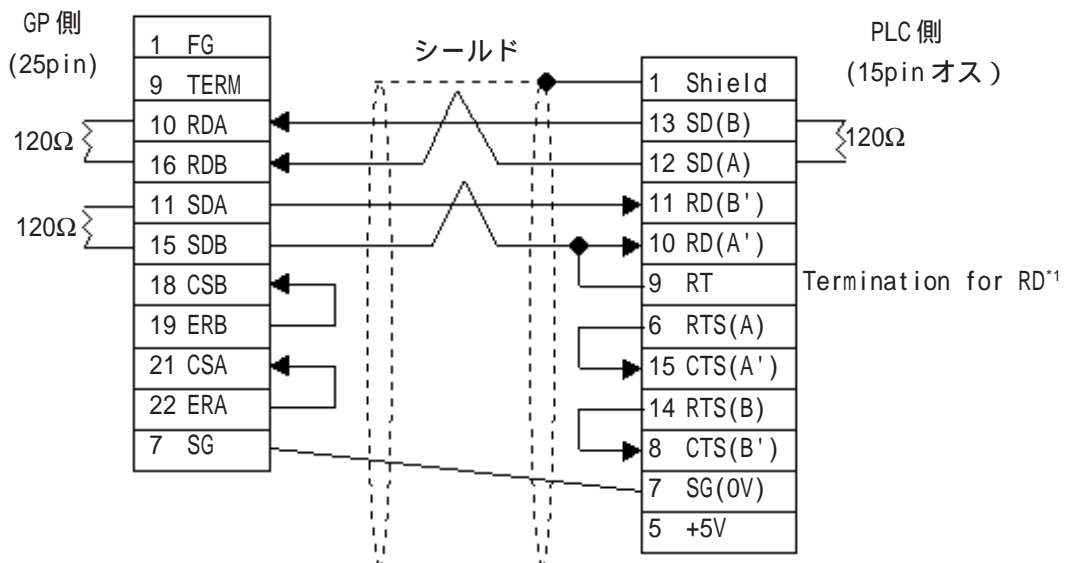 GP側
(25pin)
1 FG
9 TERM
10 RDA
16 RDB
11 SDA
15 SDB
18 CSB
19 ERB
21 CSA
22 ERA
7 SG
120Ω
120Ω
シールド
PLC側
(15pinオス)
1 Shield
13 SD(B)
12 SD(A)
11 RD(B')
10 RD(A')
9 RT
6 RTS(A)
15 CTS(A')
14 RTS(B)
8 CTS(B')
7 SG(0V)
5 +5V
120Ω
Termination for RD*1